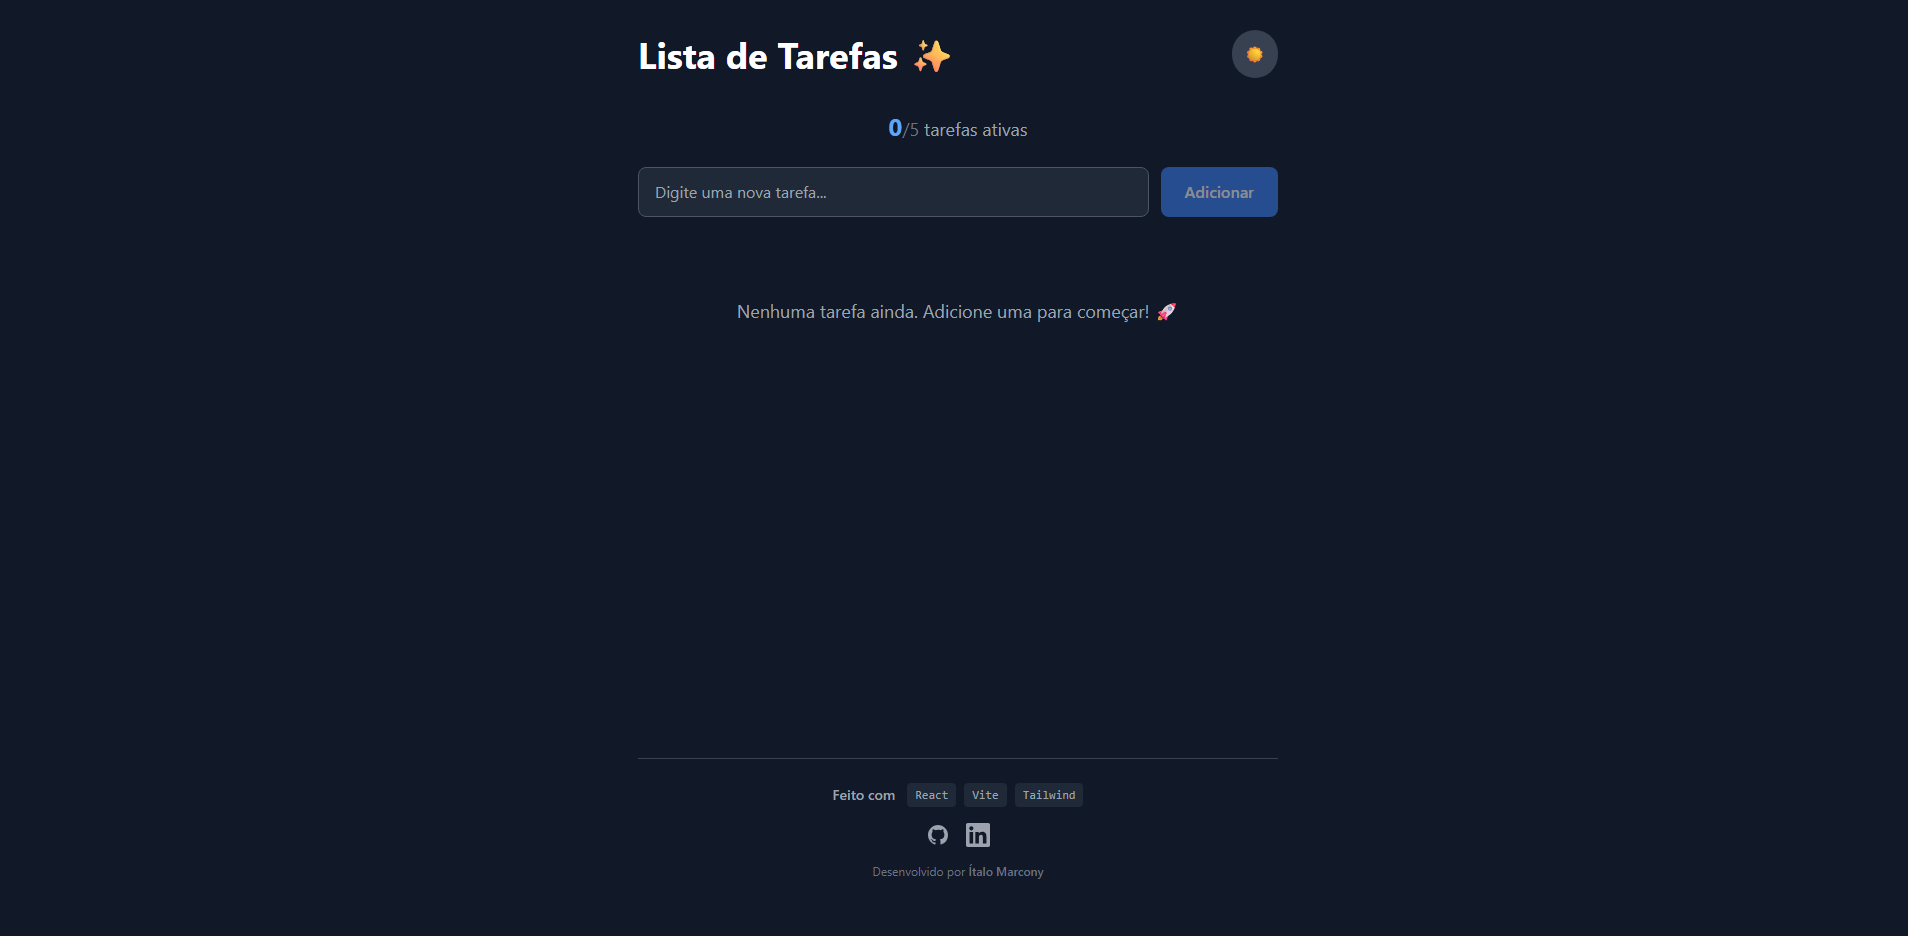 Lista de Tarefas ✨
0/5 tarefas ativas
Digite uma nova tarefa...
Adicionar
Nenhuma tarefa ainda. Adicione uma para começar! 🚀
Feito com React Vite Tailwind
in
Desenvolvido por Ítalo Marcony